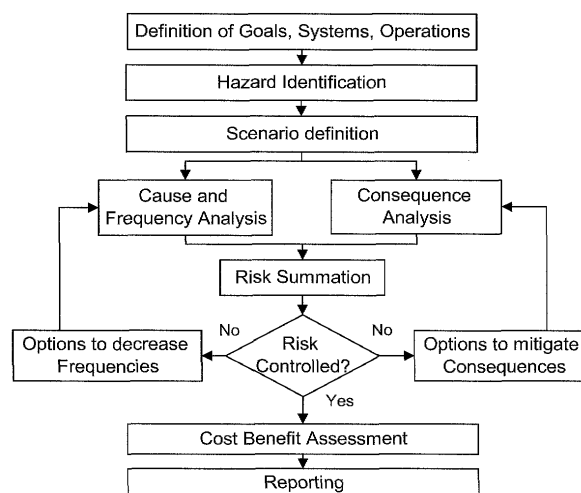 Definition of Goals, Systems, Operations
Hazard Identification
Scenario definition
Cause and
Frequency Analysis
Consequence
Analysis
Risk Summation
No
Risk
Controlled?
No
Options to decrease
Frequencies
Options to mitigate
Consequences
Yes
Cost Benefit Assessment
Reporting